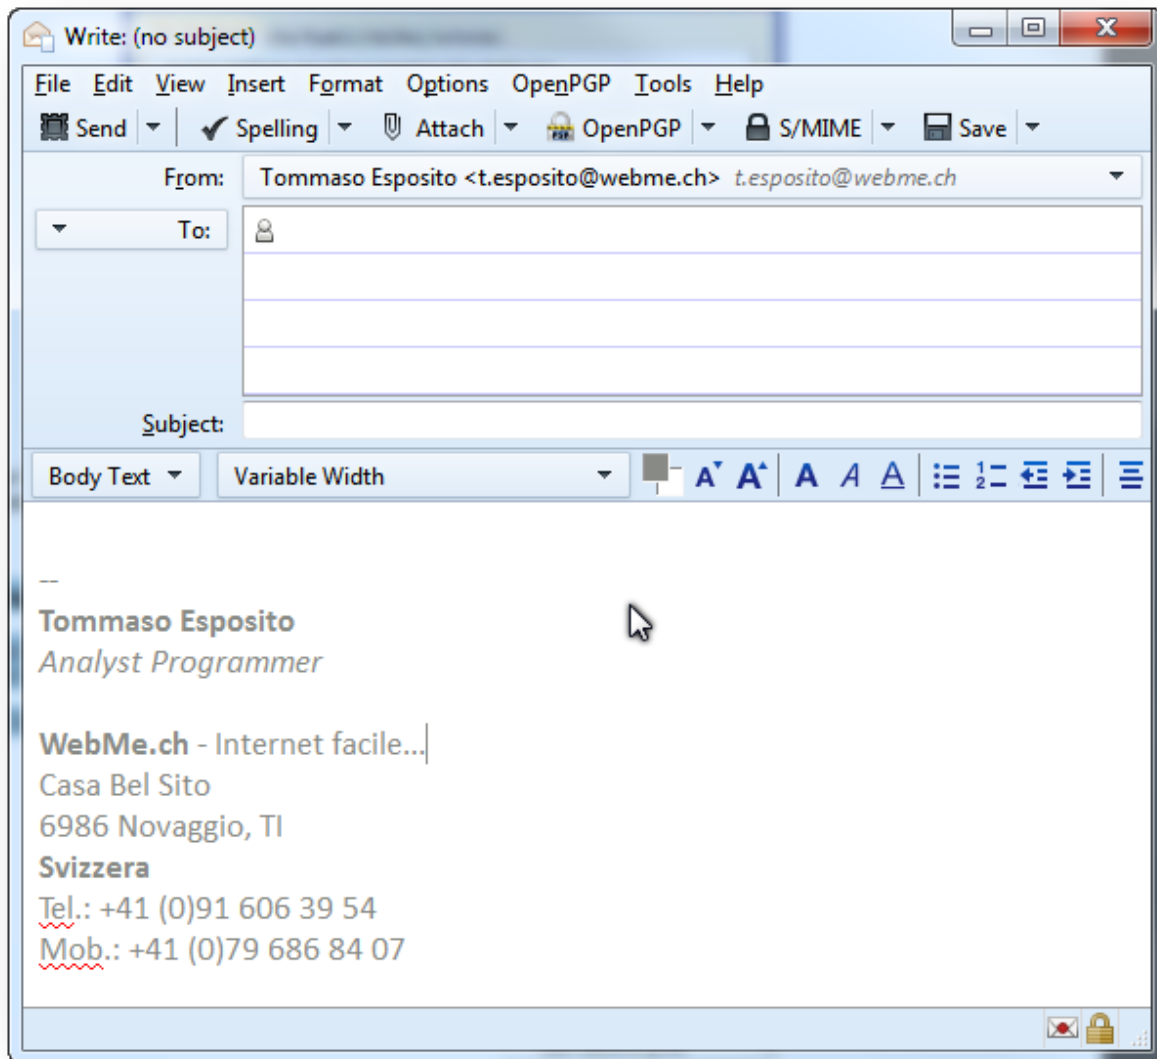 Write: (no subject)
File Edit View Insert Format Options OpenPGP Tools Help
Send Spelling Attach OpenPGP S/MIME Save
From: Tommaso Esposito <t.esposito@webme.ch> t.esposito@webme.ch
To:
Subject:
Body Text Variable Width
--
Tommaso Esposito
Analyst Programmer
WebMe.ch - Internet facile...
Casa Bel Sito
6986 Novaggio, TI
Svizzera
Tel.: +41 (0)91 606 39 54
Mob.: +41 (0)79 686 84 07